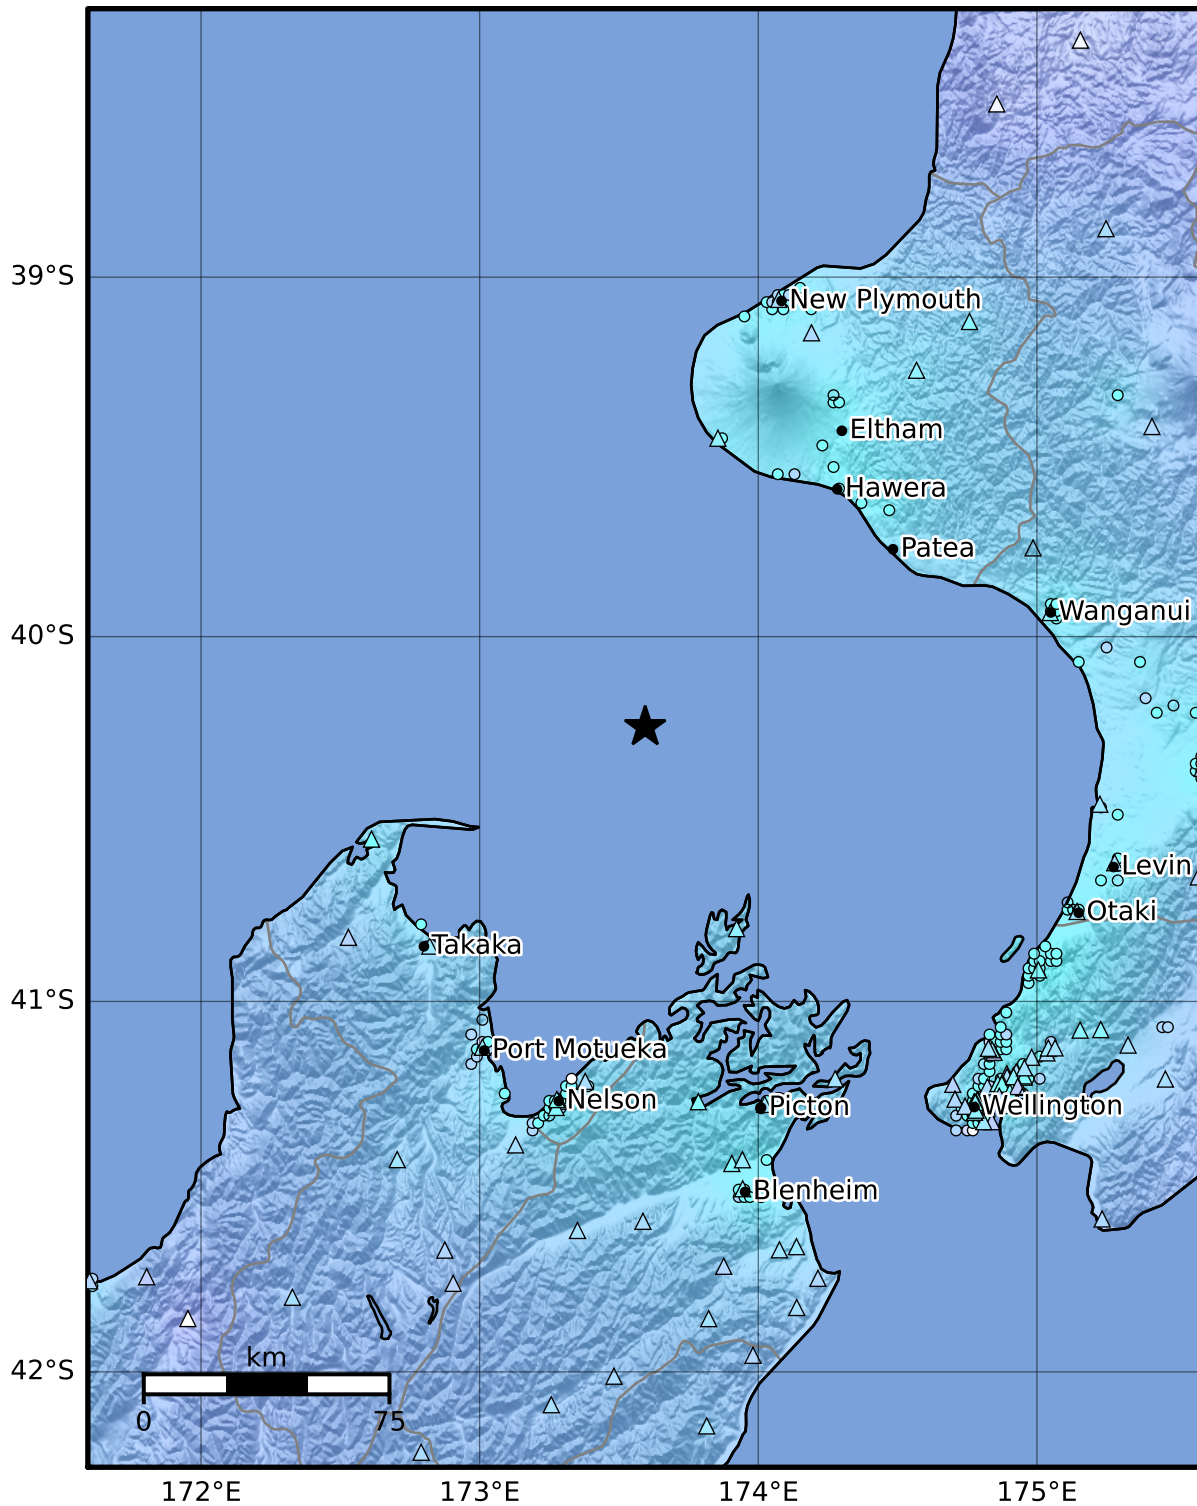 39°S
New Plymouth
Eltham
Hawera
Patea
Wanganui
40°S
Levin
Otaki
Takaka
41°S
Port Motueka
Nelson
Picton
Wellington
Blenheim
km
42°S
0
75
172°E
173°E
174°E
175°E